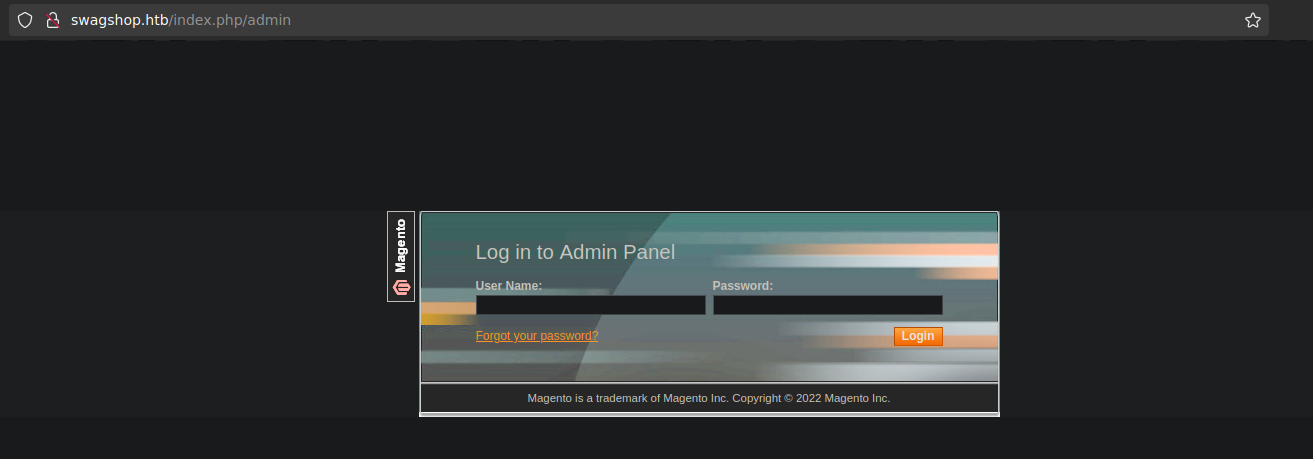 swagshop.htb/index.php/admin
Magento
Log in to Admin Panel
User Name:
Password:
Forgot your password?
Login
Magento is a trademark of Magento Inc. Copyright © 2022 Magento Inc.